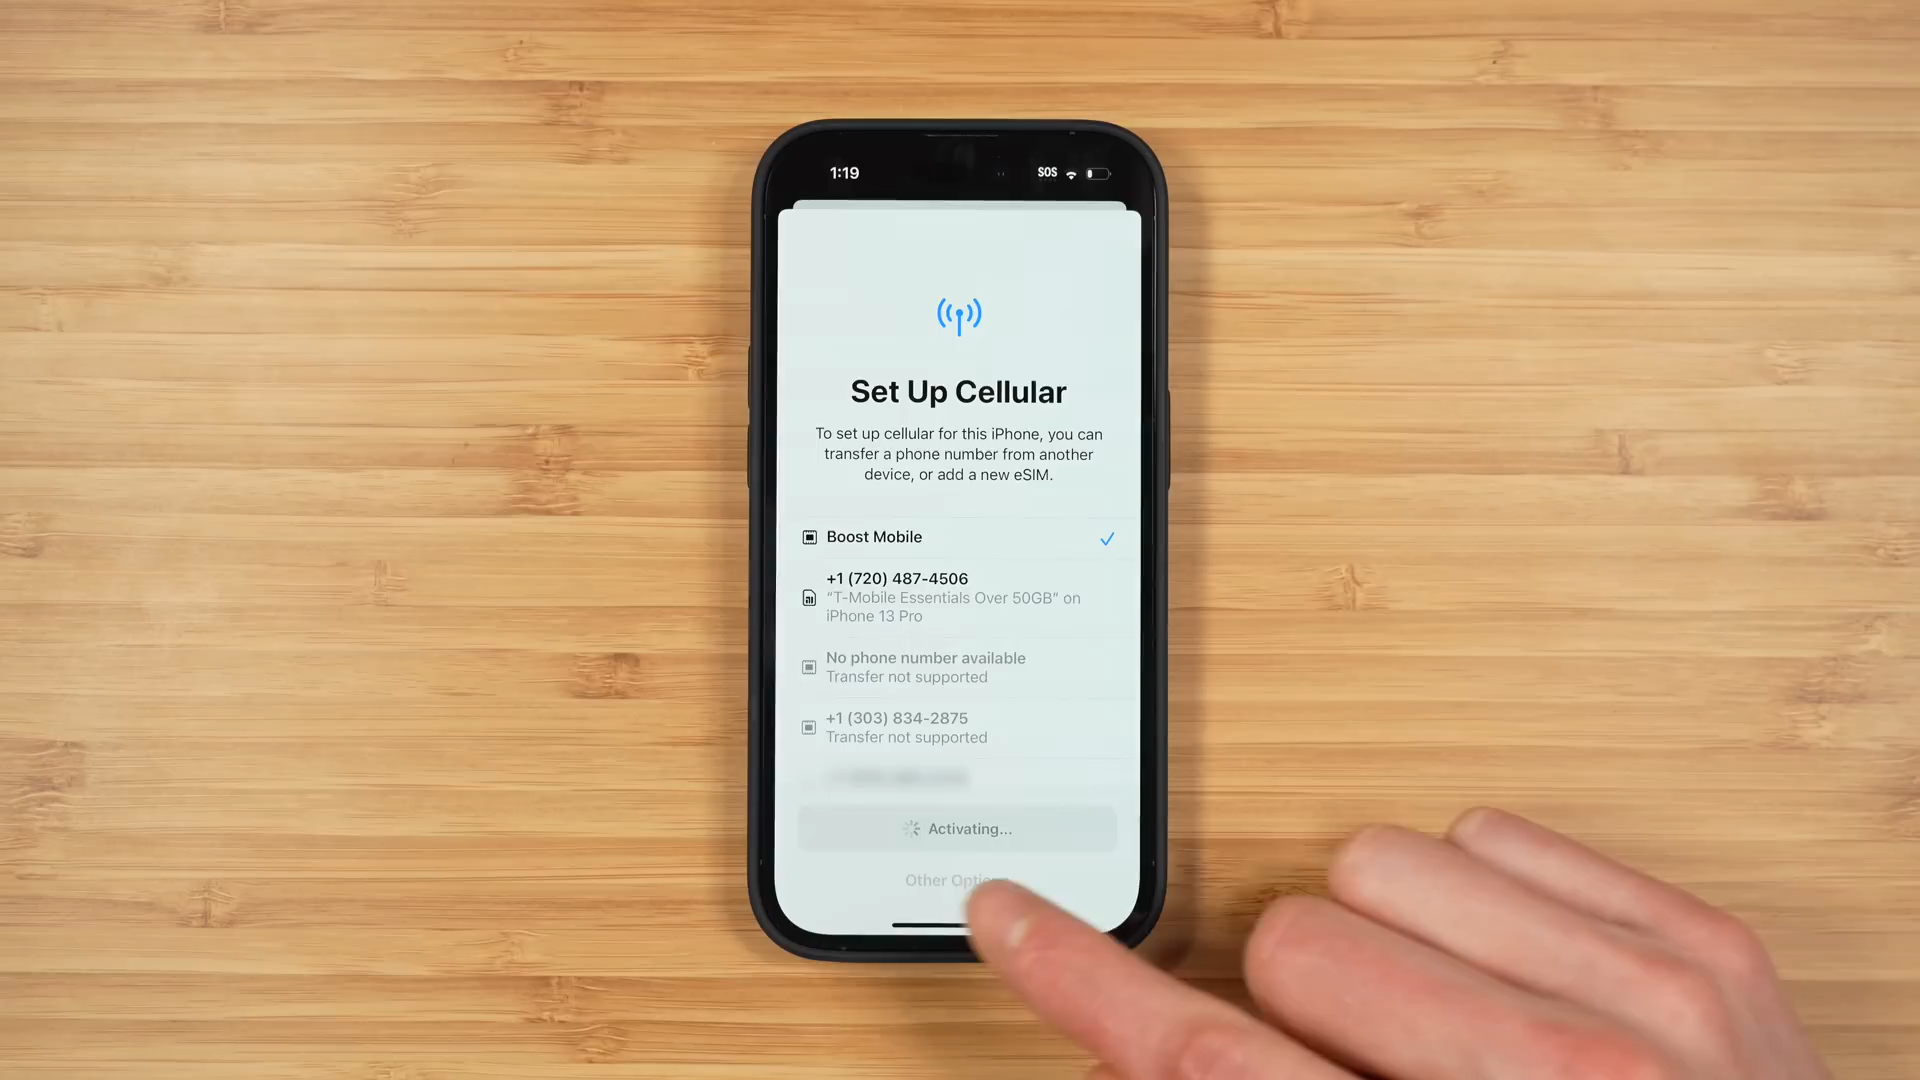 1:19
SOS
Set Up Cellular
To set up cellular for this iPhone, you can
transfer a phone number from another
device, or add a new eSIM.
Boost Mobile
+1 (720) 487-4506
“T-Mobile Essentials Over 50GB” on
iPhone 13 Pro
No phone number available
Transfer not supported
+1 (303) 834-2875
Transfer not supported
Activating...
Other